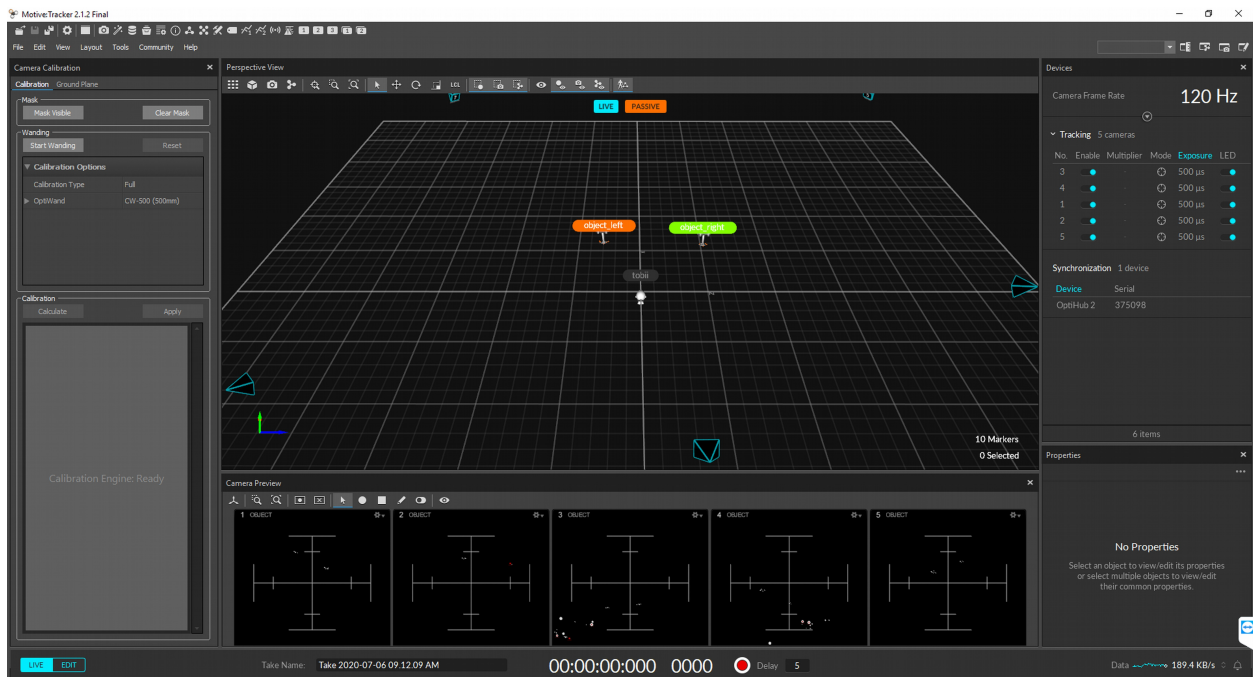 Motive:Tracker 2.1.2 Final
File Edit View Layout Tools Community Help
Camera Calibration
Calibration Ground Plane
Mask
Mask Visible Clear Mask
Wanding
Start Wanding Reset
Calibration Options
Calibration Type Full
OptiWand CW-500 (500mm)
Calibration
Calculate Apply
Calibration Engine: Ready
Perspective View
LCL
LIVE PASSIVE
object_left object_right
tobii
10 Markers
0 Selected
Camera Preview
1 OBJECT 2 OBJECT 3 OBJECT 4 OBJECT 5 OBJECT
Devices
Camera Frame Rate 120 Hz
Tracking 5 cameras
No. Enable Multiplier Mode Exposure LED
3 500 µs
4 500 µs
1 500 µs
2 500 µs
5 500 µs
Synchronization 1 device
Device Serial
OptiHub 2 375098
6 items
Properties
No Properties
Select an object to view/edit its properties
or select multiple objects to view/edit
their common properties.
LIVE EDIT Take Name: Take 2020-07-06 09.12.09 AM 00:00:00:000 0000 Delay 5 Data 189.4 KB/s